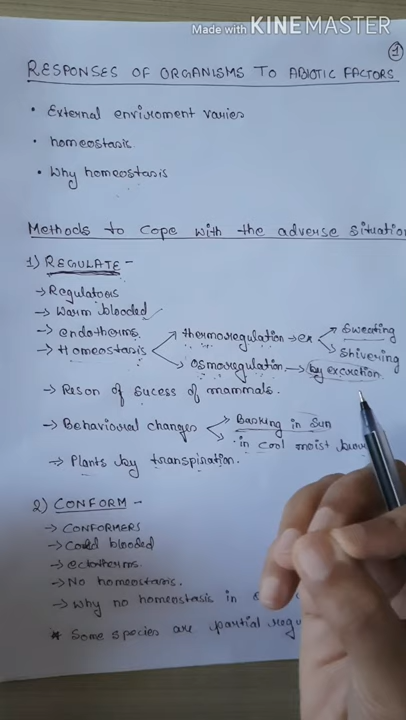 Made with KINEMASTER
1
RESPONSES OF ORGANISMS TO ABIOTIC FACTORS
• External enviroment varies
• homeostasis
• Why homeostasis
Methods to cope with the adverse situation
1) REGULATE -
→ Regulators
→ Warm blooded
→ endotherms
→ Homeostasis → thermoregulation → ex → Sweating
→ Shivering
→ osmoregulation → by excrction.
→ Reson of sucess of mammals.
→ Behavioural changes → Basking in sun
→ in cool moist
→ Plants by transpiration.
2) CONFORM -
→ CONFORMERS
→ Coold blooded
→ ectotherms.
→ No homeostasis.
→ Why no homeostasis in
* Some species are partial regu